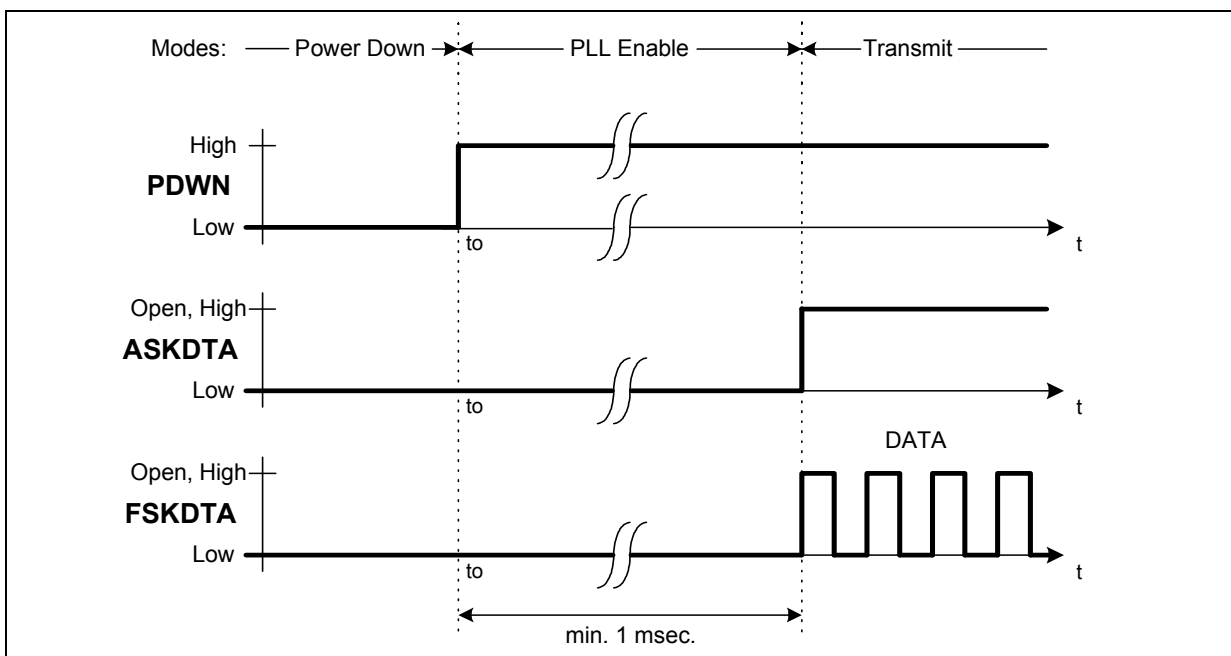 Modes: Power Down PLL Enable Transmit
High
PDWN
Low
to
t
Open, High
ASKDTA
Low
to
t
DATA
Open, High
FSKDTA
Low
to
t
min. 1 msec.